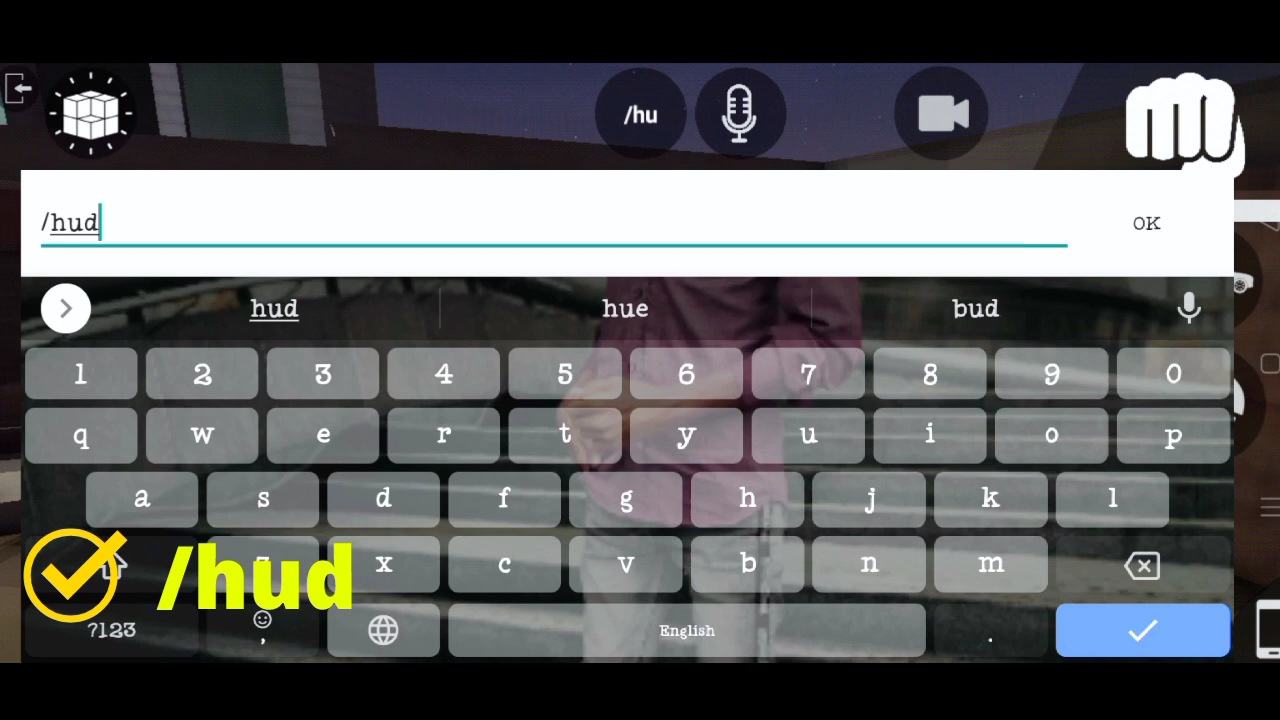 /hu
/hud
OK
hud hue bud
1 2 3 4 5 6 7 8 9 0
q w e r t y u i o p
a s d f g h j k l
x c v b n m
/hud
?123 , English .